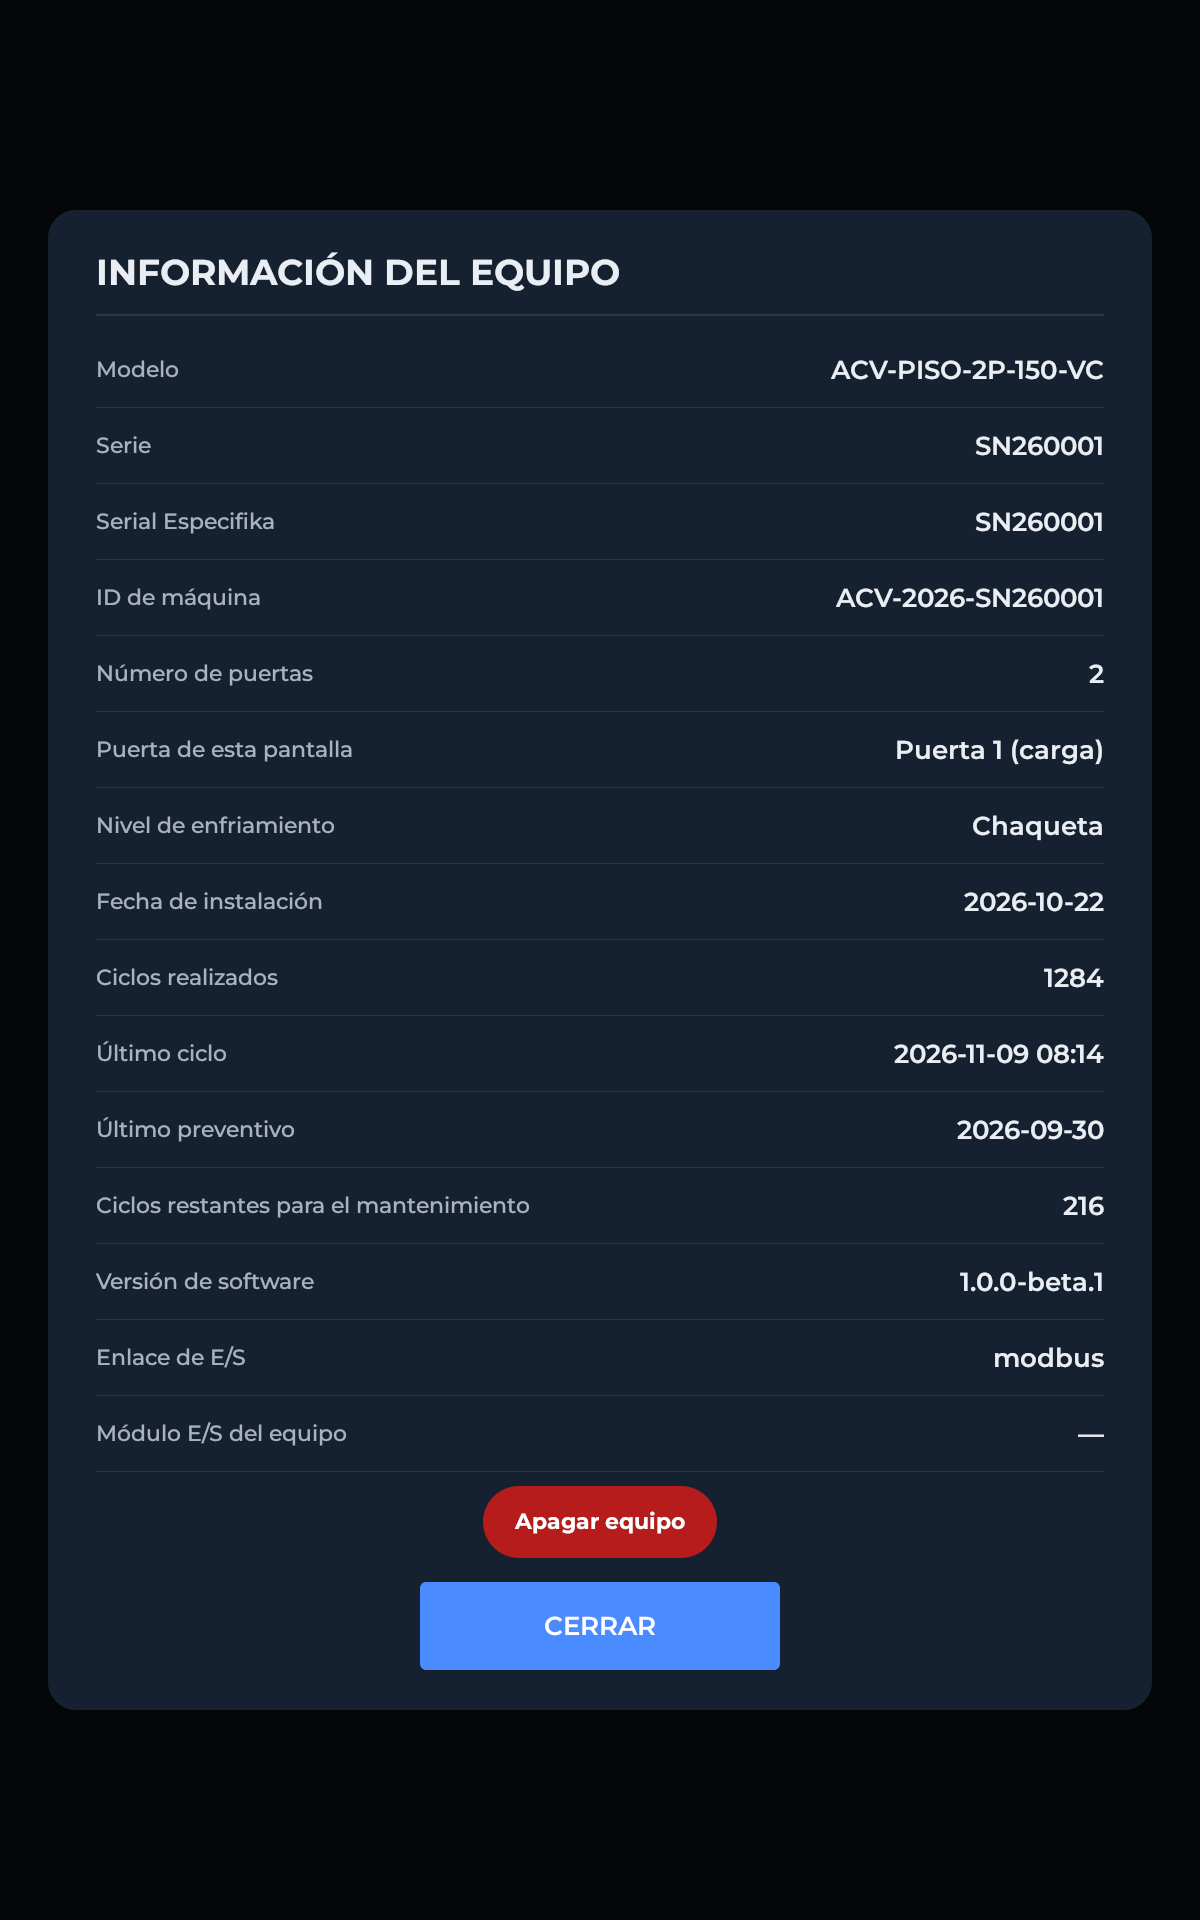 INFORMACIÓN DEL EQUIPO
Modelo ACV-PISO-2P-150-VC
Serie SN260001
Serial Especifika SN260001
ID de máquina ACV-2026-SN260001
Número de puertas 2
Puerta de esta pantalla Puerta 1 (carga)
Nivel de enfriamiento Chaqueta
Fecha de instalación 2026-10-22
Ciclos realizados 1284
Último ciclo 2026-11-09 08:14
Último preventivo 2026-09-30
Ciclos restantes para el mantenimiento 216
Versión de software 1.0.0-beta.1
Enlace de E/S modbus
Módulo E/S del equipo —
Apagar equipo
CERRAR